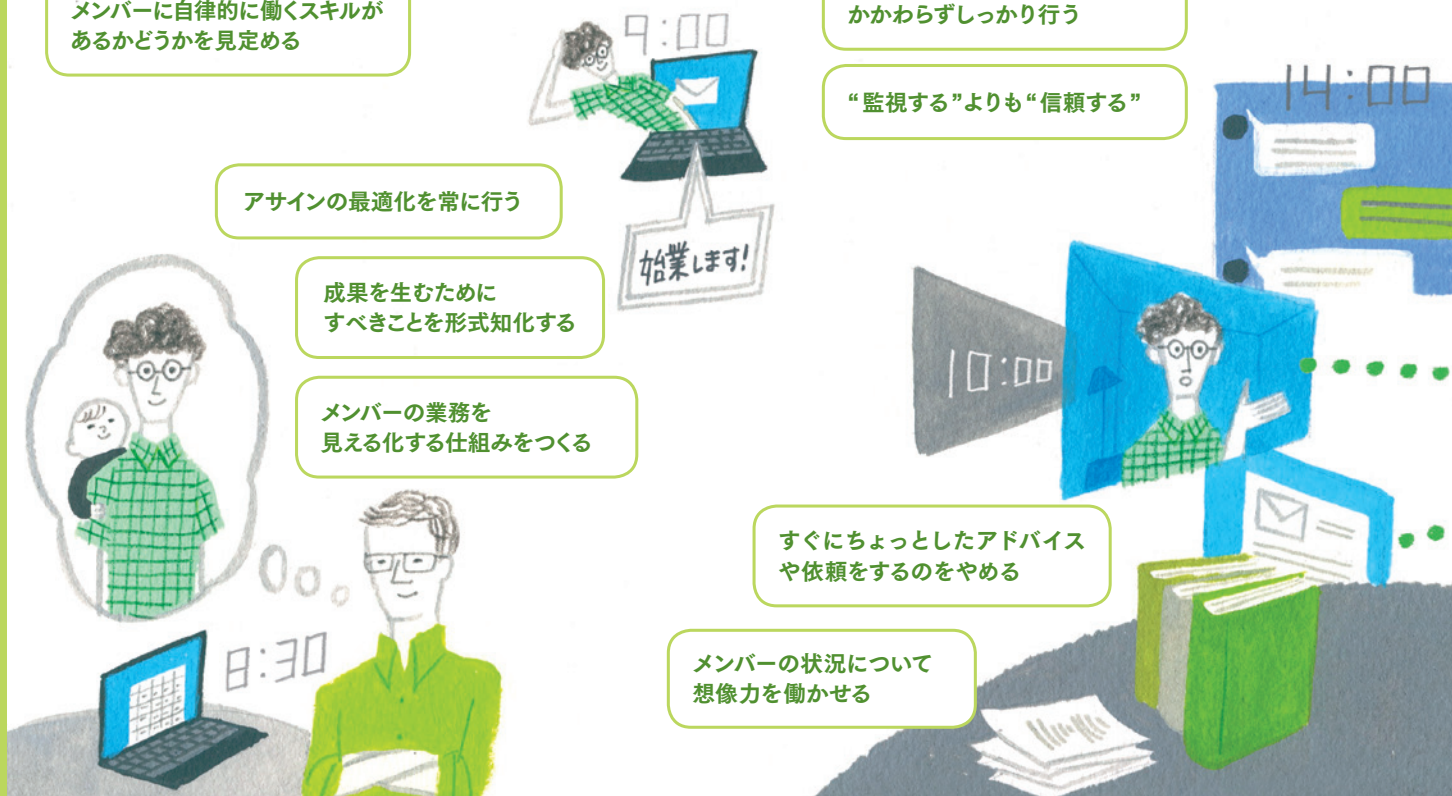 メンバーに自律的に働くスキルが
あるかどうかを見定める
9:00
かかわらずしっかり行う
“監視する”よりも“信頼する”
14:00
アサインの最適化を常に行う
始業します!
成果を生むために
すべきことを形式知化する
10:00
メンバーの業務を
見える化する仕組みをつくる
すぐにちょっとしたアドバイス
や依頼をするのをやめる
8:30
メンバーの状況について
想像力を働かせる